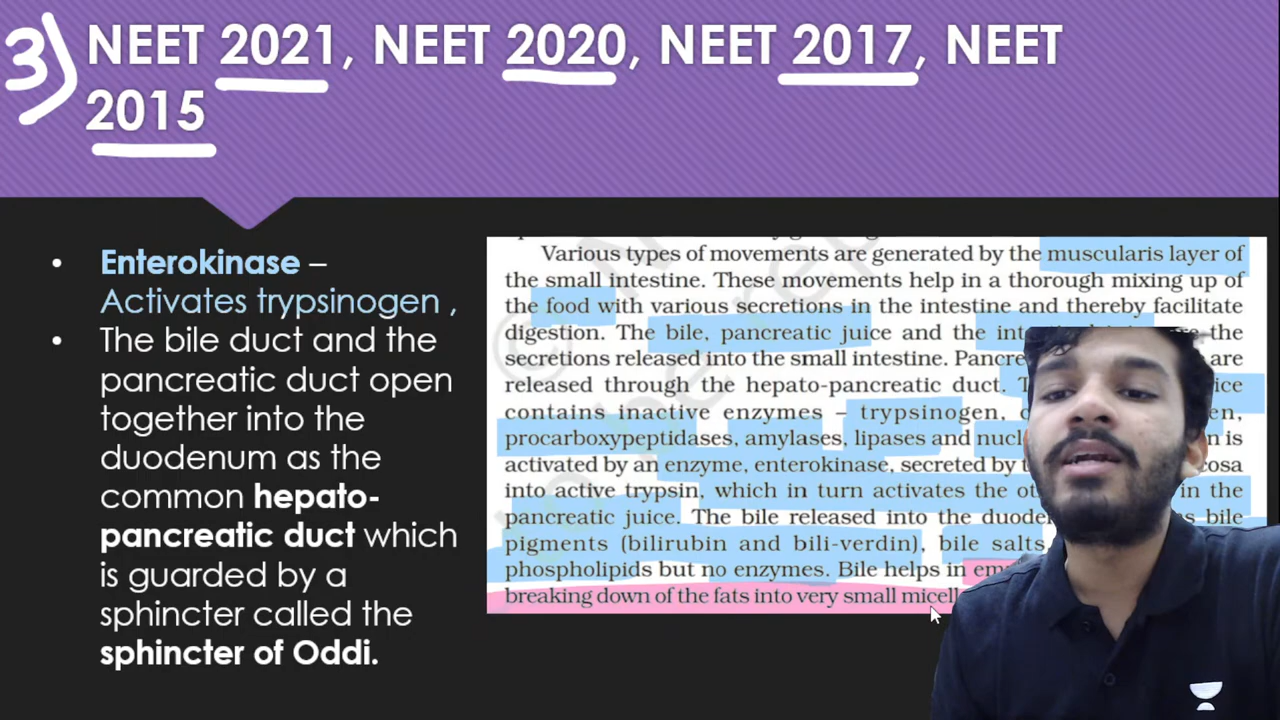 3) NEET 2021, NEET 2020, NEET 2017, NEET
2015
• Enterokinase –
Activates trypsinogen ,
• The bile duct and the
pancreatic duct open
together into the
duodenum as the
common hepato-
pancreatic duct which
is guarded by a
sphincter called the
sphincter of Oddi.
Various types of movements are generated by the muscularis layer of
the small intestine. These movements help in a thorough mixing up of
the food with various secretions in the intestine and thereby facilitate
digestion. The bile, pancreatic juice and the the
secretions released into the small intestine. are
released through the hepato-pancreatic duct.
contains inactive enzymes – trypsinogen,
procarboxypeptidases, amylases, lipases and is
activated by an enzyme, enterokinase, secreted by
into active trypsin, which in turn activates the in the
pancreatic juice. The bile released into the bile
pigments (bilirubin and bili-verdin), bile salts
phospholipids but no enzymes. Bile helps in
breaking down of the fats into very small